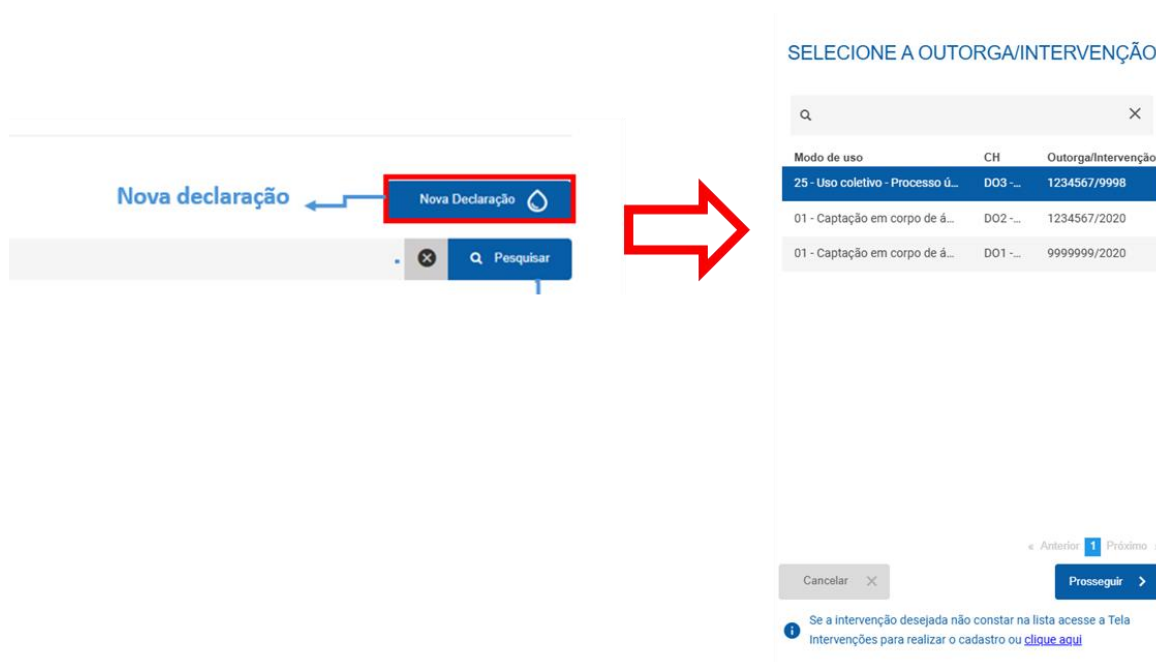 Nova declaração
Nova Declaração
Pesquisar
SELECIONE A OUTORGA/INTERVENÇÃO
Modo de uso CH Outorga/Intervenção
25 - Uso coletivo - Processo ú... DO3 -... 1234567/9998
01 - Captação em corpo de á... DO2 -... 1234567/2020
01 - Captação em corpo de á... DO1 -... 9999999/2020
« Anterior 1 Próximo
Cancelar
Prosseguir
Se a intervenção desejada não constar na lista acesse a Tela
Intervenções para realizar o cadastro ou clique aqui